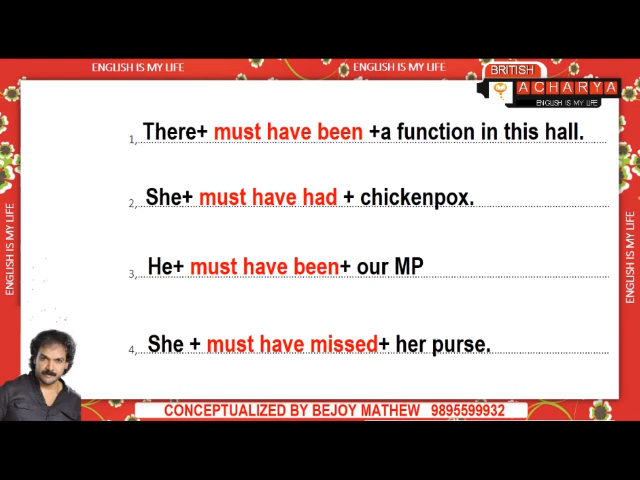 ENGLISH IS MY LIFE
ENGLISH IS MY LIFE
BRITISH
ACHARYA
ENGLISH IS MY LIFE
1, There+ must have been +a function in this hall.
2, She+ must have had + chickenpox.
3, He+ must have been+ our MP
4, She + must have missed+ her purse.
ENGLISH IS MY LIFE
ENGLISH IS MY LIFE
CONCEPTUALIZED BY BEJOY MATHEW 9895599932